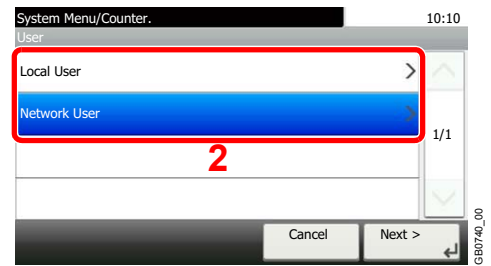 System Menu/Counter. 10:10
User
Local User
Network User
1/1
2
Cancel Next >
GB0740_00